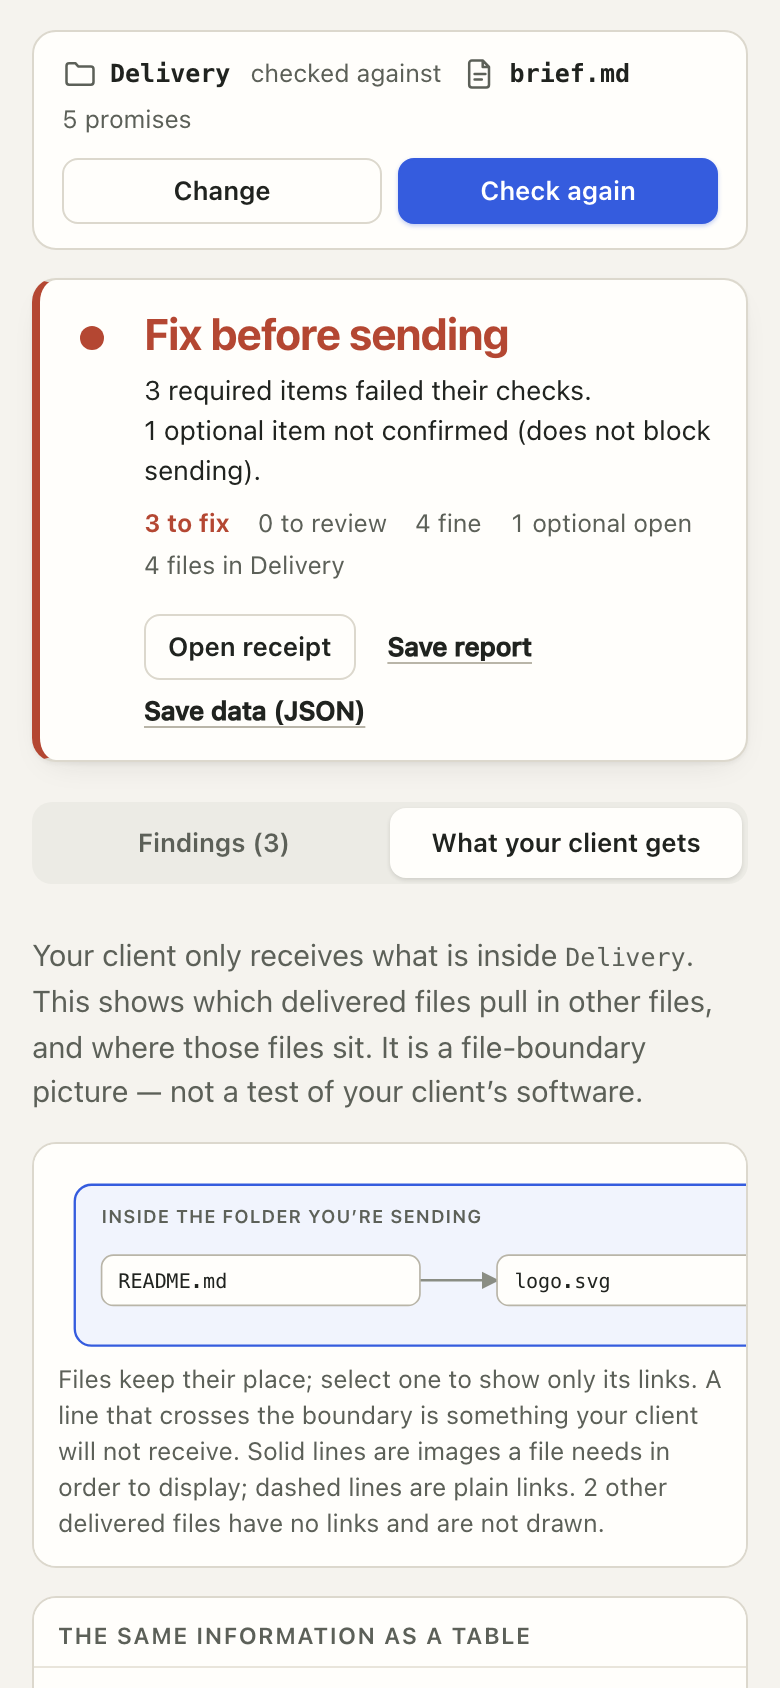 Delivery checked against brief.md
5 promises
Change
Check again
Fix before sending
3 required items failed their checks.
1 optional item not confirmed (does not block
sending).
3 to fix 0 to review 4 fine 1 optional open
4 files in Delivery
Open receipt
Save report
Save data (JSON)
Findings (3)
What your client gets
Your client only receives what is inside Delivery.
This shows which delivered files pull in other files,
and where those files sit. It is a file-boundary
picture — not a test of your client’s software.
INSIDE THE FOLDER YOU’RE SENDING
README.md
logo.svg
Files keep their place; select one to show only its links. A
line that crosses the boundary is something your client
will not receive. Solid lines are images a file needs in
order to display; dashed lines are plain links. 2 other
delivered files have no links and are not drawn.
THE SAME INFORMATION AS A TABLE